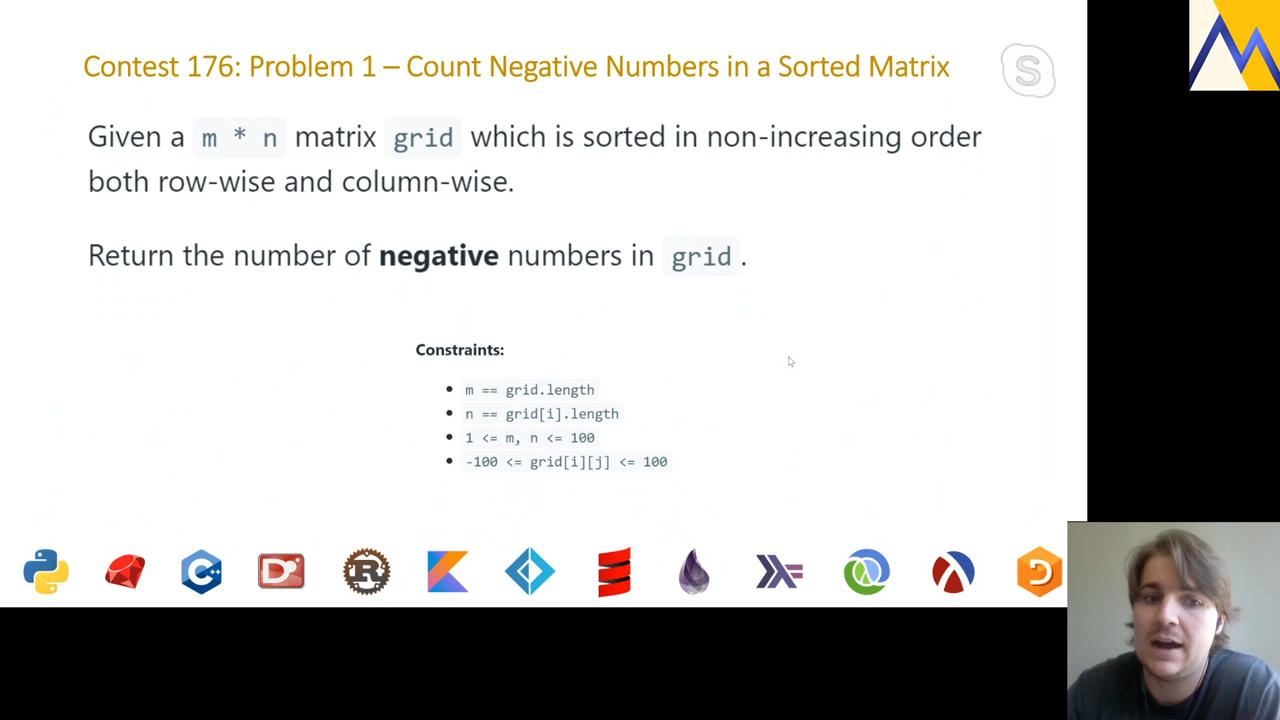 Contest 176: Problem 1 – Count Negative Numbers in a Sorted Matrix
Given a m * n matrix grid which is sorted in non-increasing order
both row-wise and column-wise.
Return the number of negative numbers in grid.
Constraints:
• m == grid.length
• n == grid[i].length
• 1 <= m, n <= 100
• -100 <= grid[i][j] <= 100